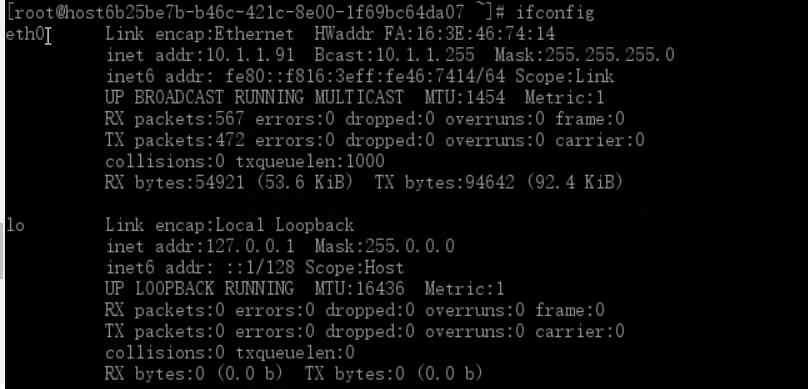 [root@host6b25be7b-b46c-421c-8e00-1f69bc64da07 ~]# ifconfig
eth0 Link encap:Ethernet HWaddr FA:16:3E:46:74:14
inet addr:10.1.1.91 Bcast:10.1.1.255 Mask:255.255.255.0
inet6 addr: fe80::f816:3eff:fe46:7414/64 Scope:Link
UP BROADCAST RUNNING MULTICAST MTU:1454 Metric:1
RX packets:567 errors:0 dropped:0 overruns:0 frame:0
TX packets:472 errors:0 dropped:0 overruns:0 carrier:0
collisions:0 txqueuelen:1000
RX bytes:54921 (53.6 KiB) TX bytes:94642 (92.4 KiB)
lo Link encap:Local Loopback
inet addr:127.0.0.1 Mask:255.0.0.0
inet6 addr: ::1/128 Scope:Host
UP LOOPBACK RUNNING MTU:16436 Metric:1
RX packets:0 errors:0 dropped:0 overruns:0 frame:0
TX packets:0 errors:0 dropped:0 overruns:0 carrier:0
collisions:0 txqueuelen:0
RX bytes:0 (0.0 b) TX bytes:0 (0.0 b)